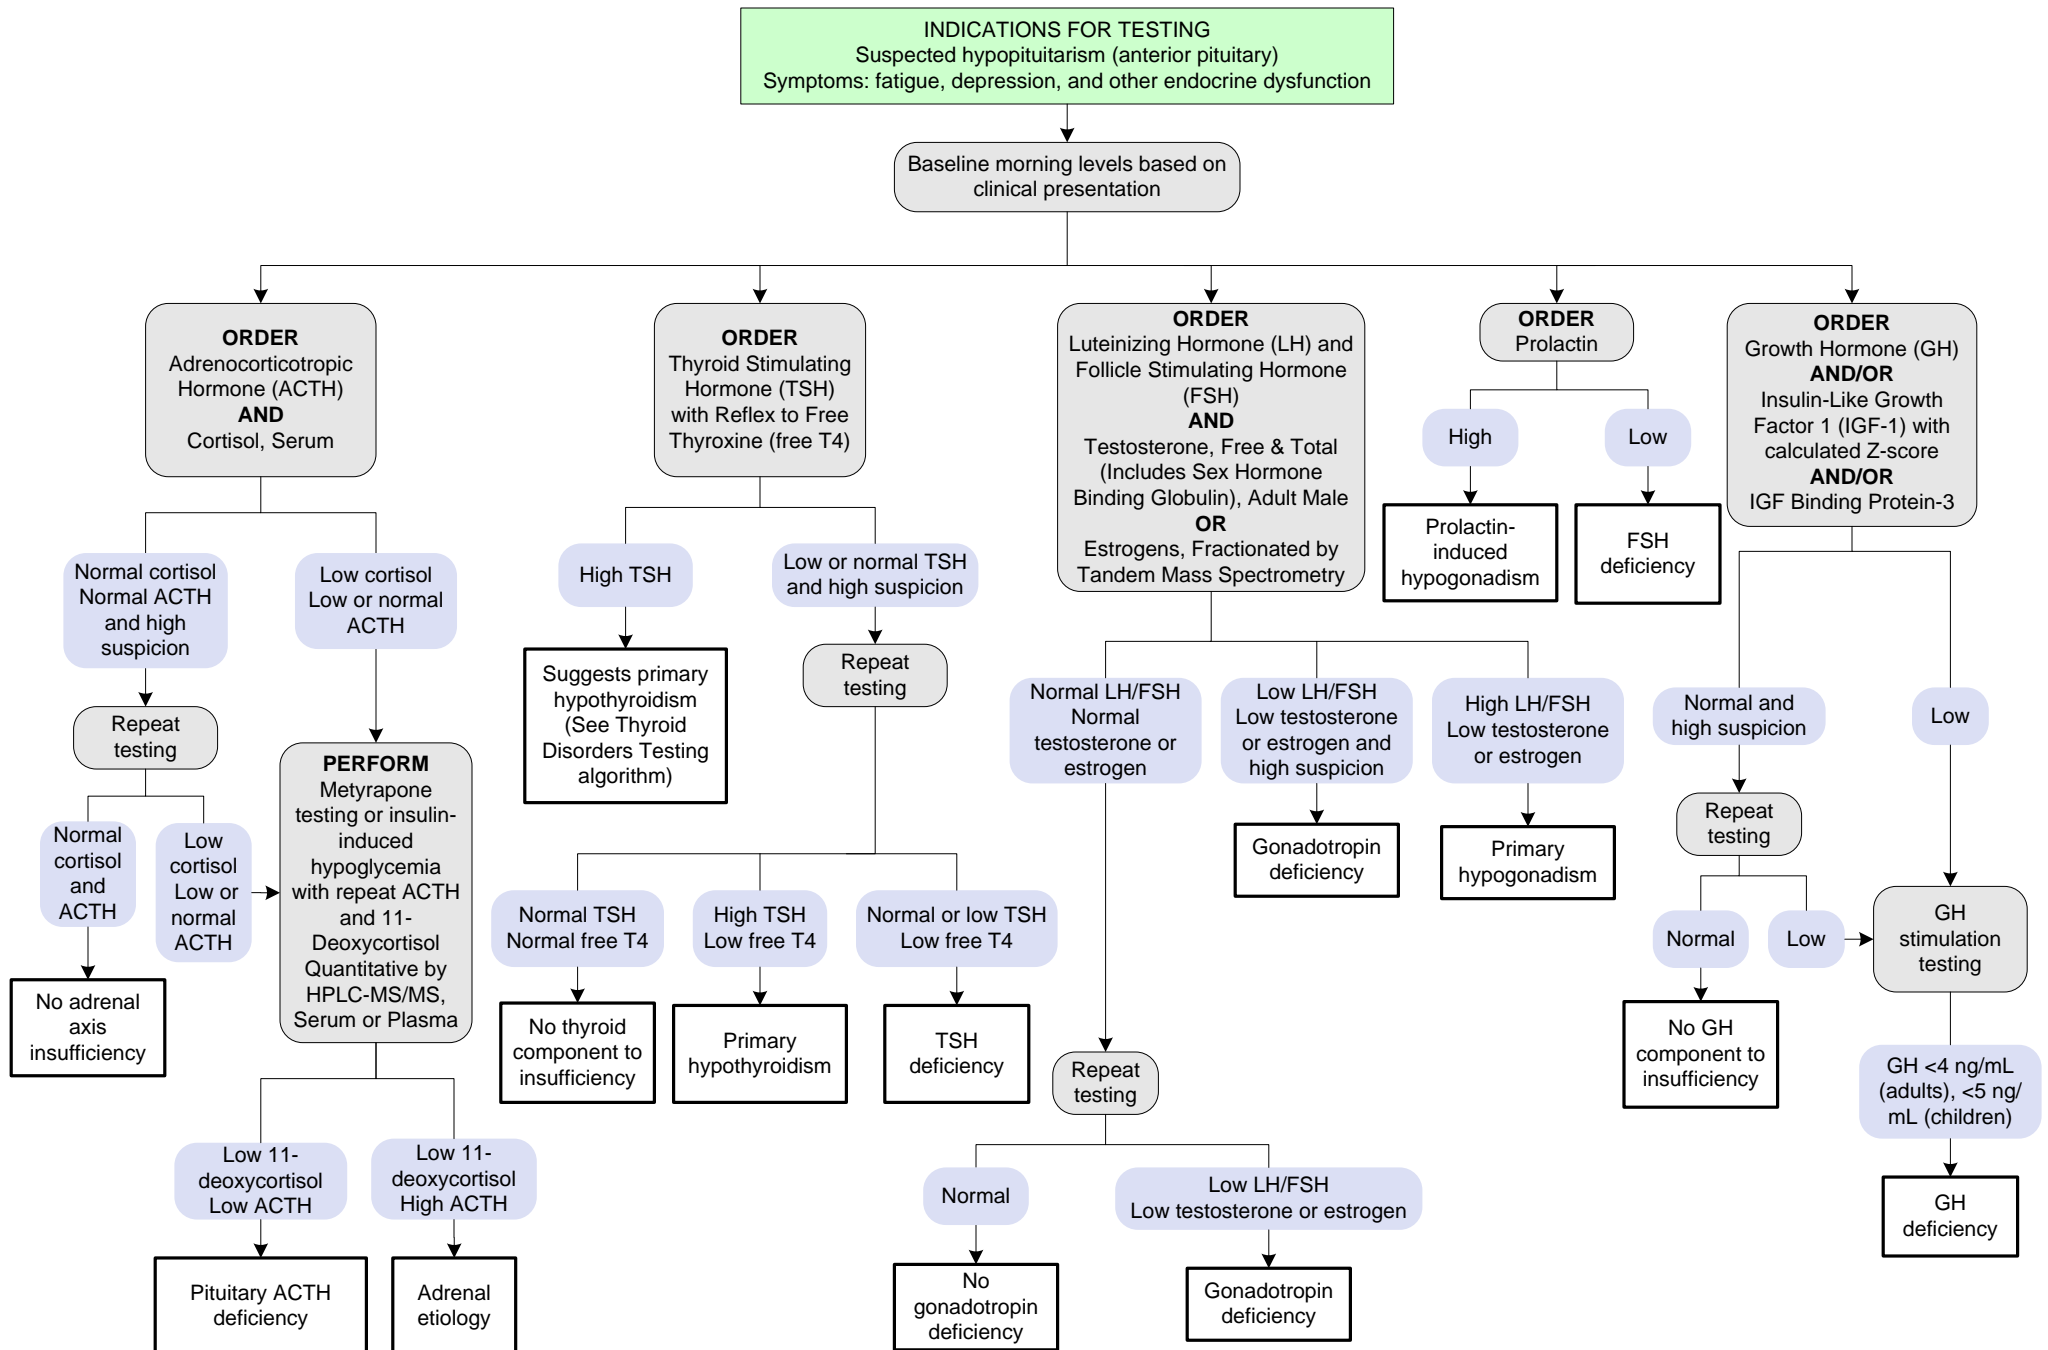 INDICATIONS FOR TESTING
Suspected hypopituitarism (anterior pituitary)
Symptoms: fatigue, depression, and other endocrine dysfunction
Baseline morning levels based on
clinical presentation
ORDER
Adrenocorticotropic
Hormone (ACTH)
AND
Cortisol, Serum
ORDER
Thyroid Stimulating
Hormone (TSH)
with Reflex to Free
Thyroxine (free T4)
ORDER
Luteinizing Hormone (LH) and
Follicle Stimulating Hormone
(FSH)
AND
Testosterone, Free & Total
(Includes Sex Hormone
Binding Globulin), Adult Male
OR
Estrogens, Fractionated by
Tandem Mass Spectrometry
ORDER
Prolactin
ORDER
Growth Hormone (GH)
AND/OR
Insulin-Like Growth
Factor 1 (IGF-1) with
calculated Z-score
AND/OR
IGF Binding Protein-3
High
Low
Prolactin-
induced
hypogonadism
FSH
deficiency
Normal cortisol
Normal ACTH
and high
suspicion
Low cortisol
Low or normal
ACTH
High TSH
Low or normal TSH
and high suspicion
Repeat
testing
Suggests primary
hypothyroidism
(See Thyroid
Disorders Testing
algorithm)
Repeat
testing
Normal LH/FSH
Normal
testosterone or
estrogen
Low LH/FSH
Low testosterone
or estrogen and
high suspicion
High LH/FSH
Low testosterone
or estrogen
Normal and
high suspicion
Low
PERFORM
Metyrapone
testing or insulin-
induced
hypoglycemia
with repeat ACTH
and 11-
Deoxycortisol
Quantitative by
HPLC-MS/MS,
Serum or Plasma
Normal
cortisol
and
ACTH
Low
cortisol
Low or
normal
ACTH
Gonadotropin
deficiency
Primary
hypogonadism
Repeat
testing
Normal TSH
Normal free T4
High TSH
Low free T4
Normal or low TSH
Low free T4
Normal
Low
GH
stimulation
testing
No adrenal
axis
insufficiency
No thyroid
component to
insufficiency
Primary
hypothyroidism
TSH
deficiency
Repeat
testing
No GH
component to
insufficiency
GH <4 ng/mL
(adults), <5 ng/
mL (children)
Low 11-
deoxycortisol
Low ACTH
Low 11-
deoxycortisol
High ACTH
Normal
Low LH/FSH
Low testosterone or estrogen
GH
deficiency
Pituitary ACTH
deficiency
Adrenal
etiology
No
gonadotropin
deficiency
Gonadotropin
deficiency